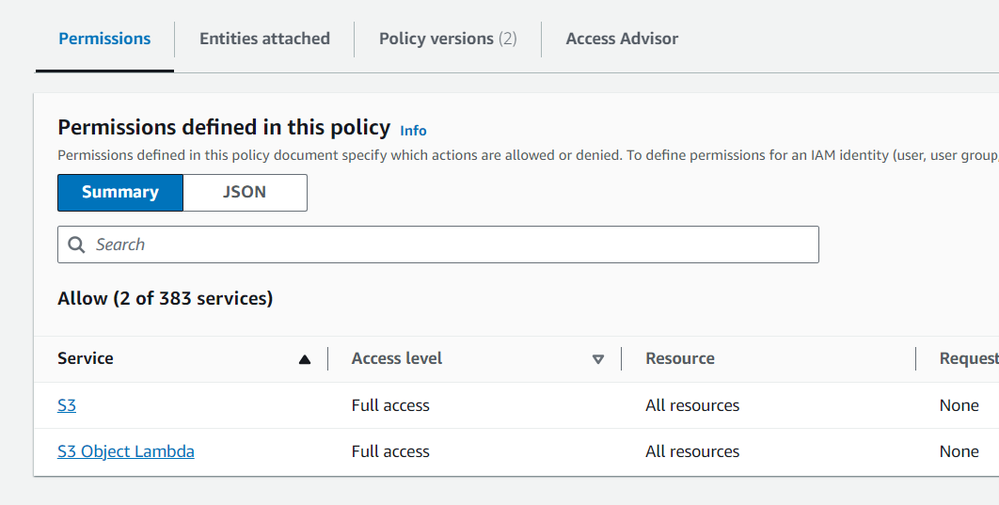 Permissions Entities attached Policy versions (2) Access Advisor
Permissions defined in this policy Info
Permissions defined in this policy document specify which actions are allowed or denied. To define permissions for an IAM identity (user, user group,
Summary JSON
Search
Allow (2 of 383 services)
Service Access level Resource Request
S3 Full access All resources None
S3 Object Lambda Full access All resources None